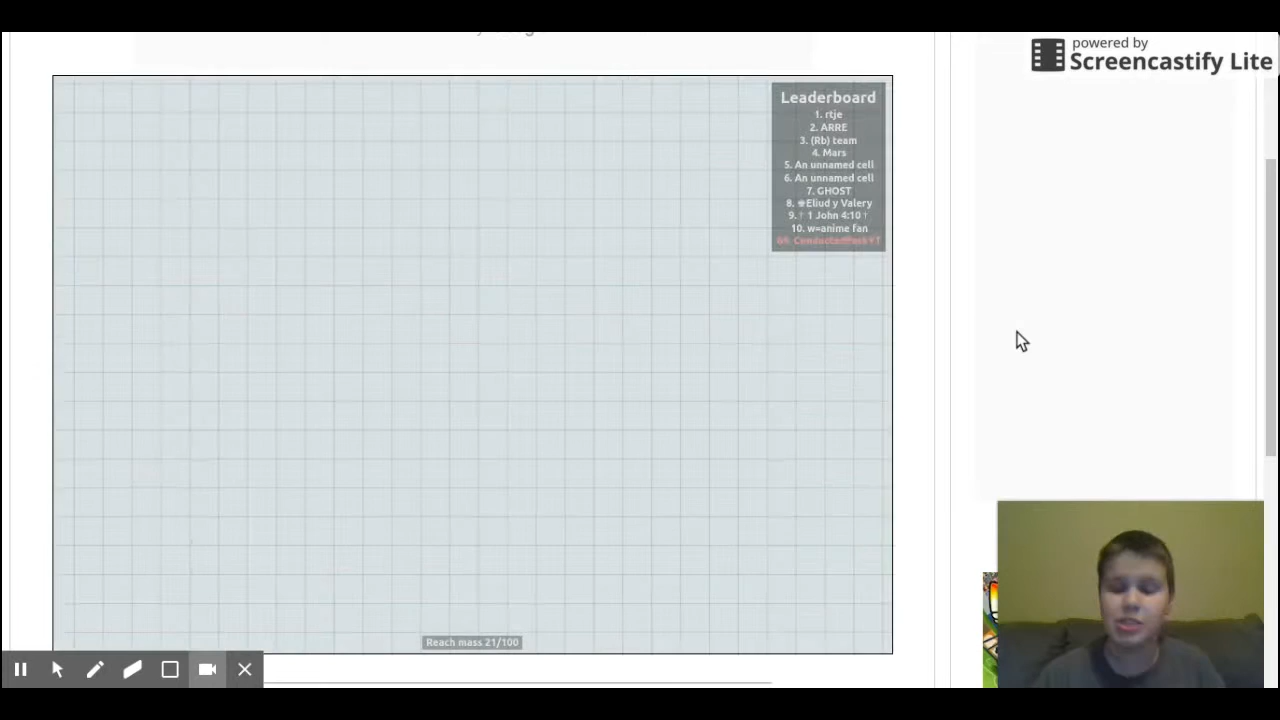 powered by
Screencastify Lite
Leaderboard
1. rtje
2. ARRE
3. (Rb) team
4. Mars
5. An unnamed cell
6. An unnamed cell
7. GHOST
8. ❅Eliud y Valery
9. † 1 John 4:10 †
10. w=anime fan
Reach mass 21/100